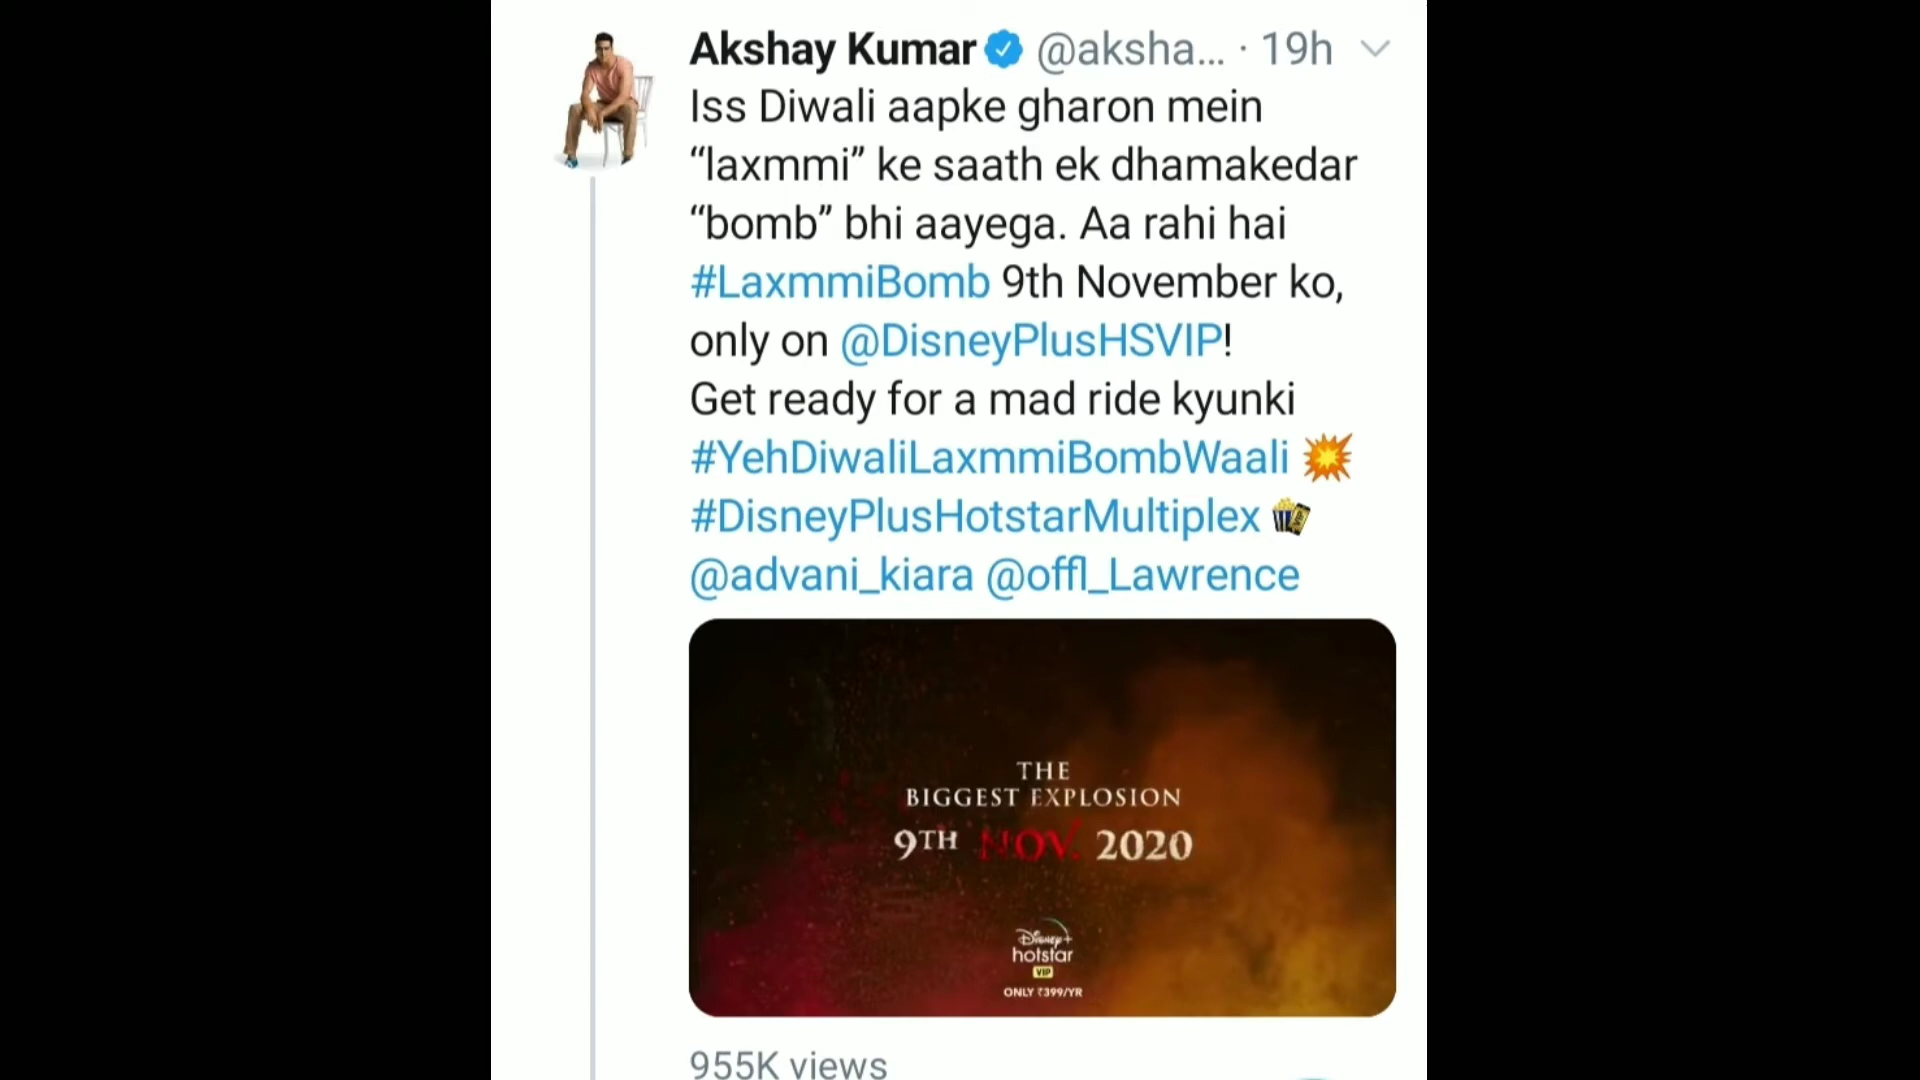 Akshay Kumar @aksha... · 19h
Iss Diwali aapke gharon mein
“laxmmi” ke saath ek dhamakedar
“bomb” bhi aayega. Aa rahi hai
#LaxmmiBomb 9th November ko,
only on @DisneyPlusHSVIP!
Get ready for a mad ride kyunki
#YehDiwaliLaxmmiBombWaali 💥
#DisneyPlusHotstarMultiplex
@advani_kiara @offl_Lawrence
THE
BIGGEST EXPLOSION
9TH NOV. 2020
Disney+
hotstar
VIP
ONLY ₹399/YR
955K views